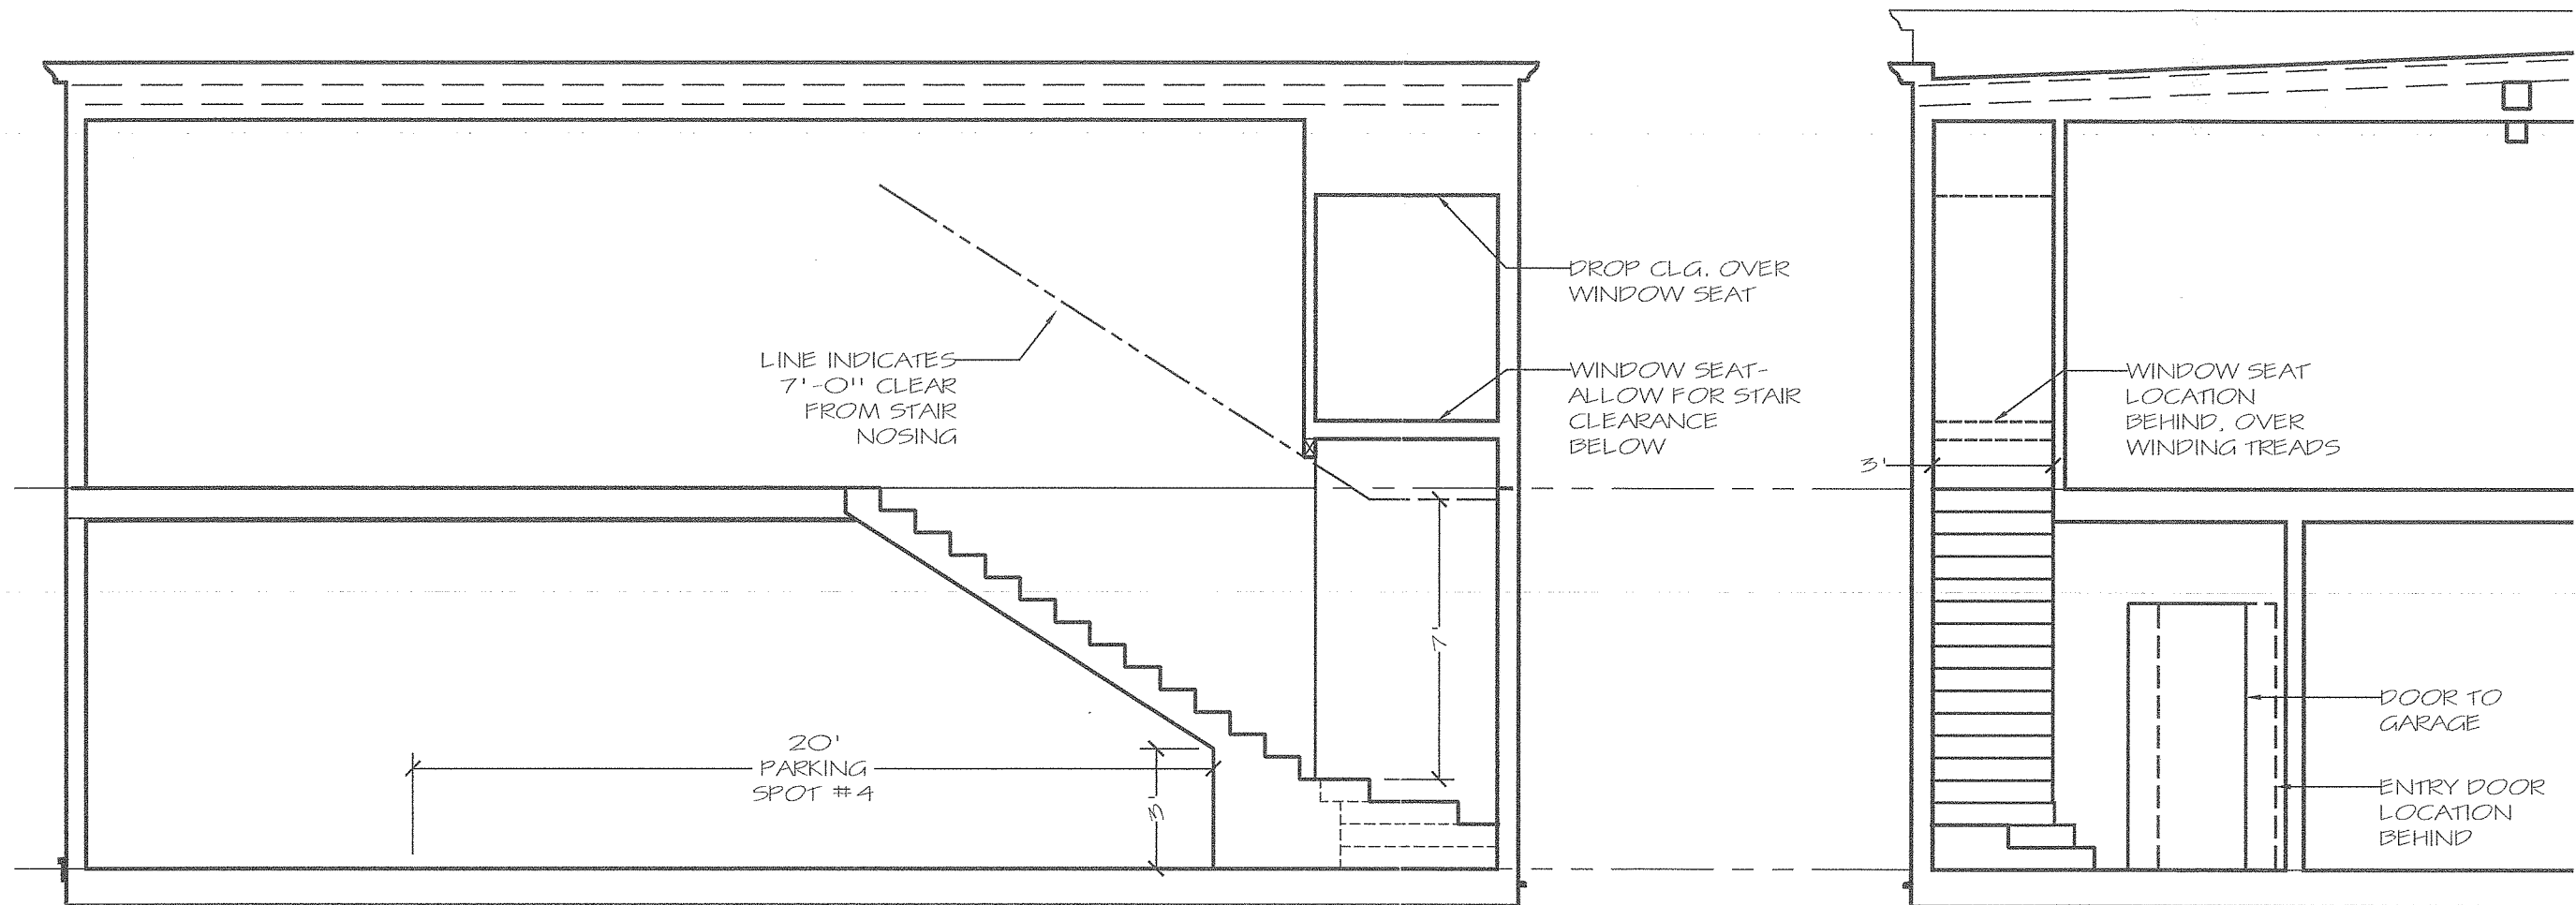 DROP CLG. OVER
WINDOW SEAT
LINE INDICATES
7'-0" CLEAR
FROM STAIR
NOSING
WINDOW SEAT-
ALLOW FOR STAIR
CLEARANCE
BELOW
WINDOW SEAT
LOCATION
BEHIND, OVER
WINDING TREADS
3'
7'
20'
PARKING
SPOT #4
3'
DOOR TO
GARAGE
ENTRY DOOR
LOCATION
BEHIND